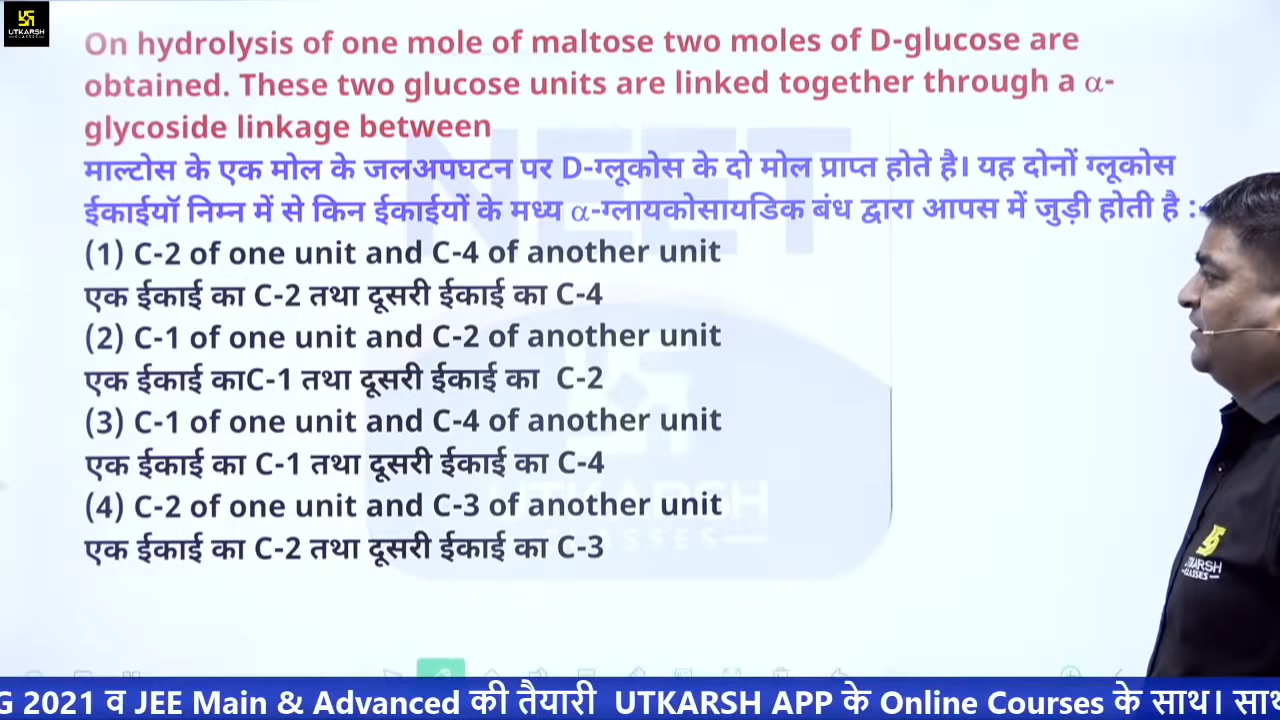 UTKARSH
On hydrolysis of one mole of maltose two moles of D-glucose are
obtained. These two glucose units are linked together through a α-
glycoside linkage between
माल्टोस के एक मोल के जलअपघटन पर D-ग्लूकोस के दो मोल प्राप्त होते है। यह दोनों ग्लूकोस
ईकाईयॉ निम्न में से किन ईकाईयों के मध्य α-ग्लायकोसायडिक बंध द्वारा आपस में जुड़ी होती है :-
(1) C-2 of one unit and C-4 of another unit
एक ईकाई का C-2 तथा दूसरी ईकाई का C-4
(2) C-1 of one unit and C-2 of another unit
एक ईकाई काC-1 तथा दूसरी ईकाई का C-2
(3) C-1 of one unit and C-4 of another unit
एक ईकाई का C-1 तथा दूसरी ईकाई का C-4
(4) C-2 of one unit and C-3 of another unit
एक ईकाई का C-2 तथा दूसरी ईकाई का C-3
NEET
UTKARSH
CLASSES
UTKARSH
CLASSES
G 2021 व JEE Main & Advanced की तैयारी UTKARSH APP के Online Courses के साथ। साथ